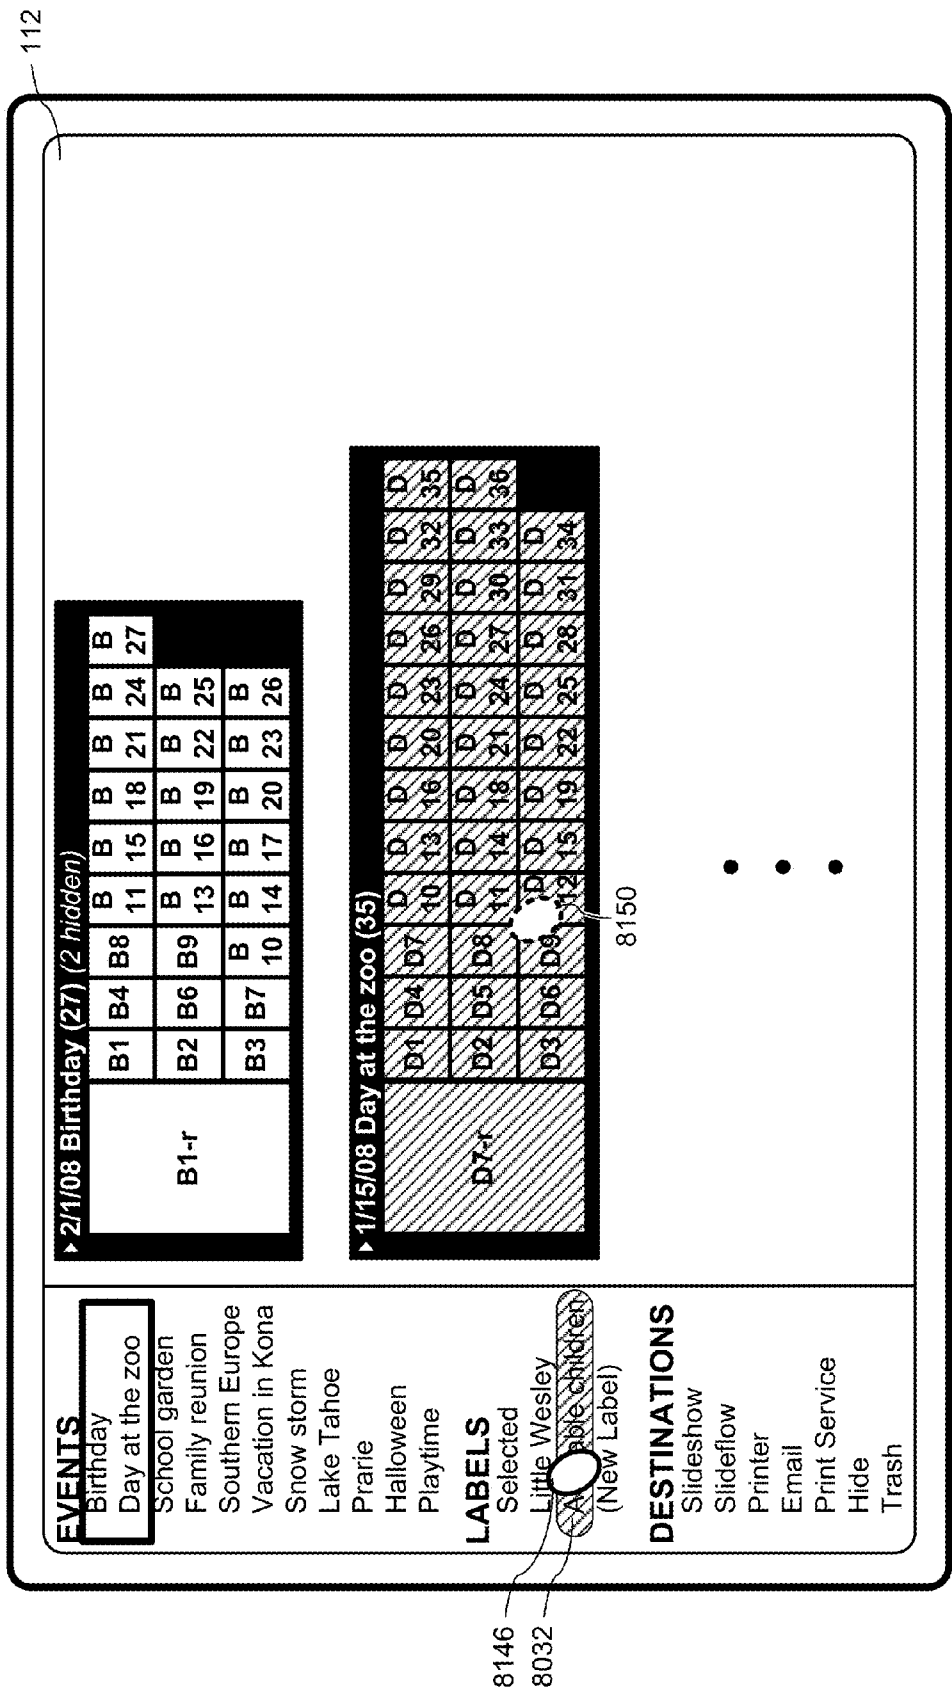 112
EVENTS
Birthday
Day at the zoo
School garden
Family reunion
Southern Europe
Vacation in Kona
Snow storm
Lake Tahoe
Prarie
Halloween
Playtime
LABELS
Selected
Little Wesley
children
(New Label)
DESTINATIONS
Slideshow
Slideflow
Printer
Email
Print Service
Hide
Trash
8146
8032
2/1/08 Birthday (27) (2 hidden)
B1-r
B1 B4 B8 B 11 B 15 B 18 B 21 B 24 B 27
B2 B6 B9 B 13 B 16 B 19 B 22 B 25
B3 B7 B 10 B 14 B 17 B 20 B 23 B 26
1/15/08 Day at the zoo (35)
D7-r
D1 D4 D7 D 10 D 13 D 16 D 20 D 23 D 26 D 29 D 32 D 35
D2 D5 D8 D 11 D 14 D 18 D 21 D 24 D 27 D 30 D 33 D 36
D3 D6 D9 D 12 D 15 D 19 D 22 D 25 D 28 D 31 D 34
8150